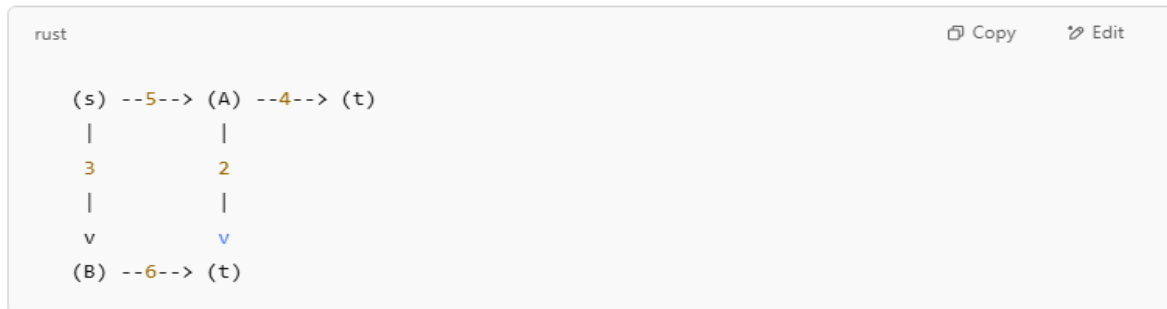 rust Copy Edit
(s) --5--> (A) --4--> (t)
| |
3 2
| |
v v
(B) --6--> (t)